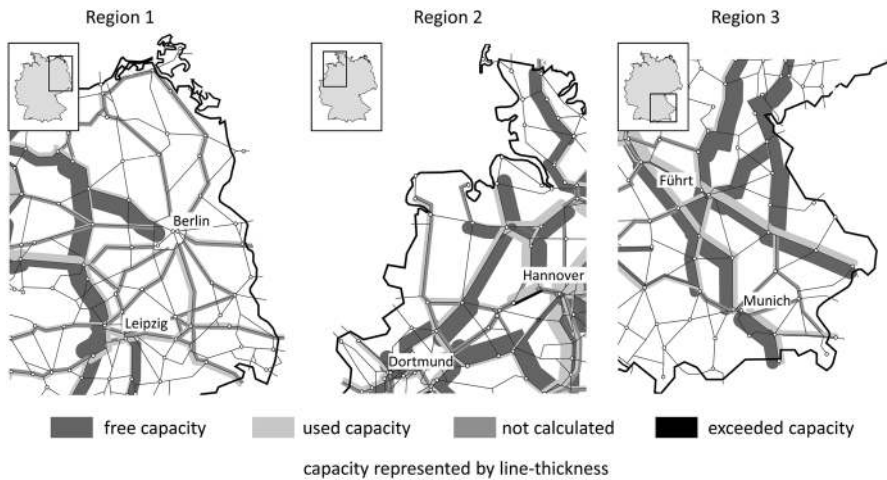 Region 1
Region 2
Region 3
Berlin
Leipzig
Hannover
Dortmund
Führt
Munich
free capacity
used capacity
not calculated
exceeded capacity
capacity represented by line-thickness